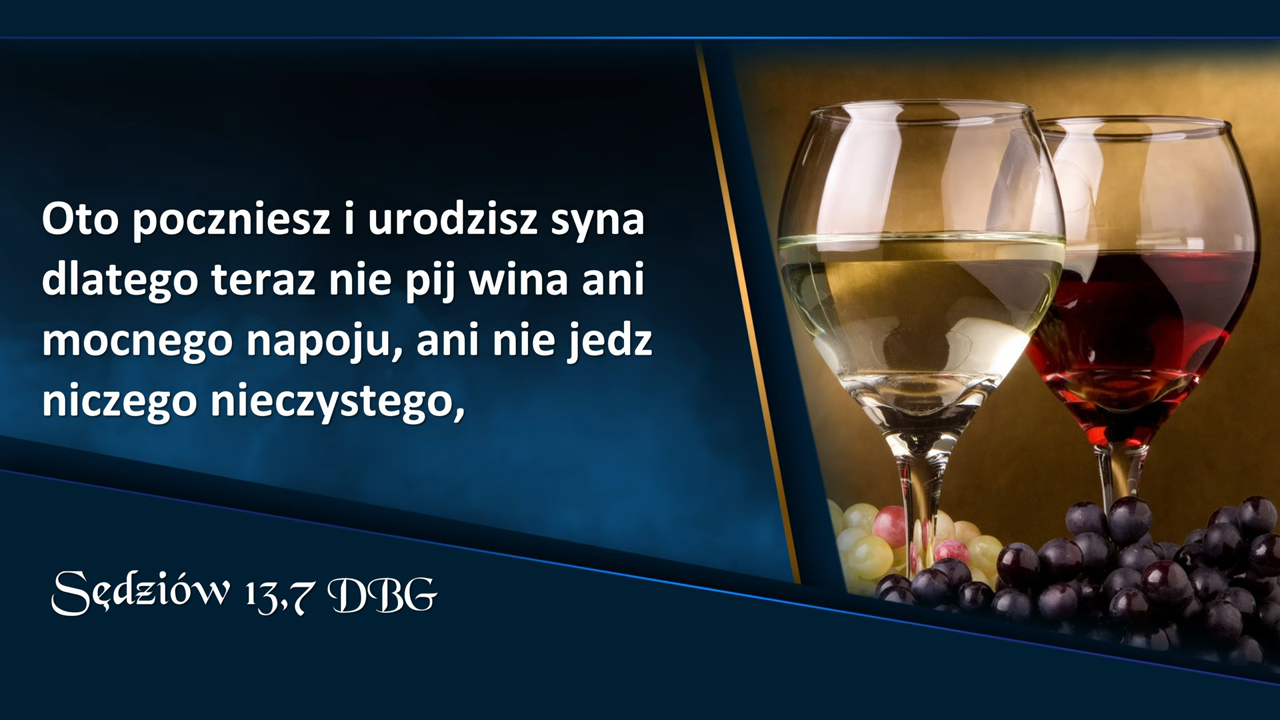 Oto poczniesz i urodzisz syna
dlatego teraz nie pij wina ani
mocnego napoju, ani nie jedz
niczego nieczystego,
Sędziów 13,7 DBG